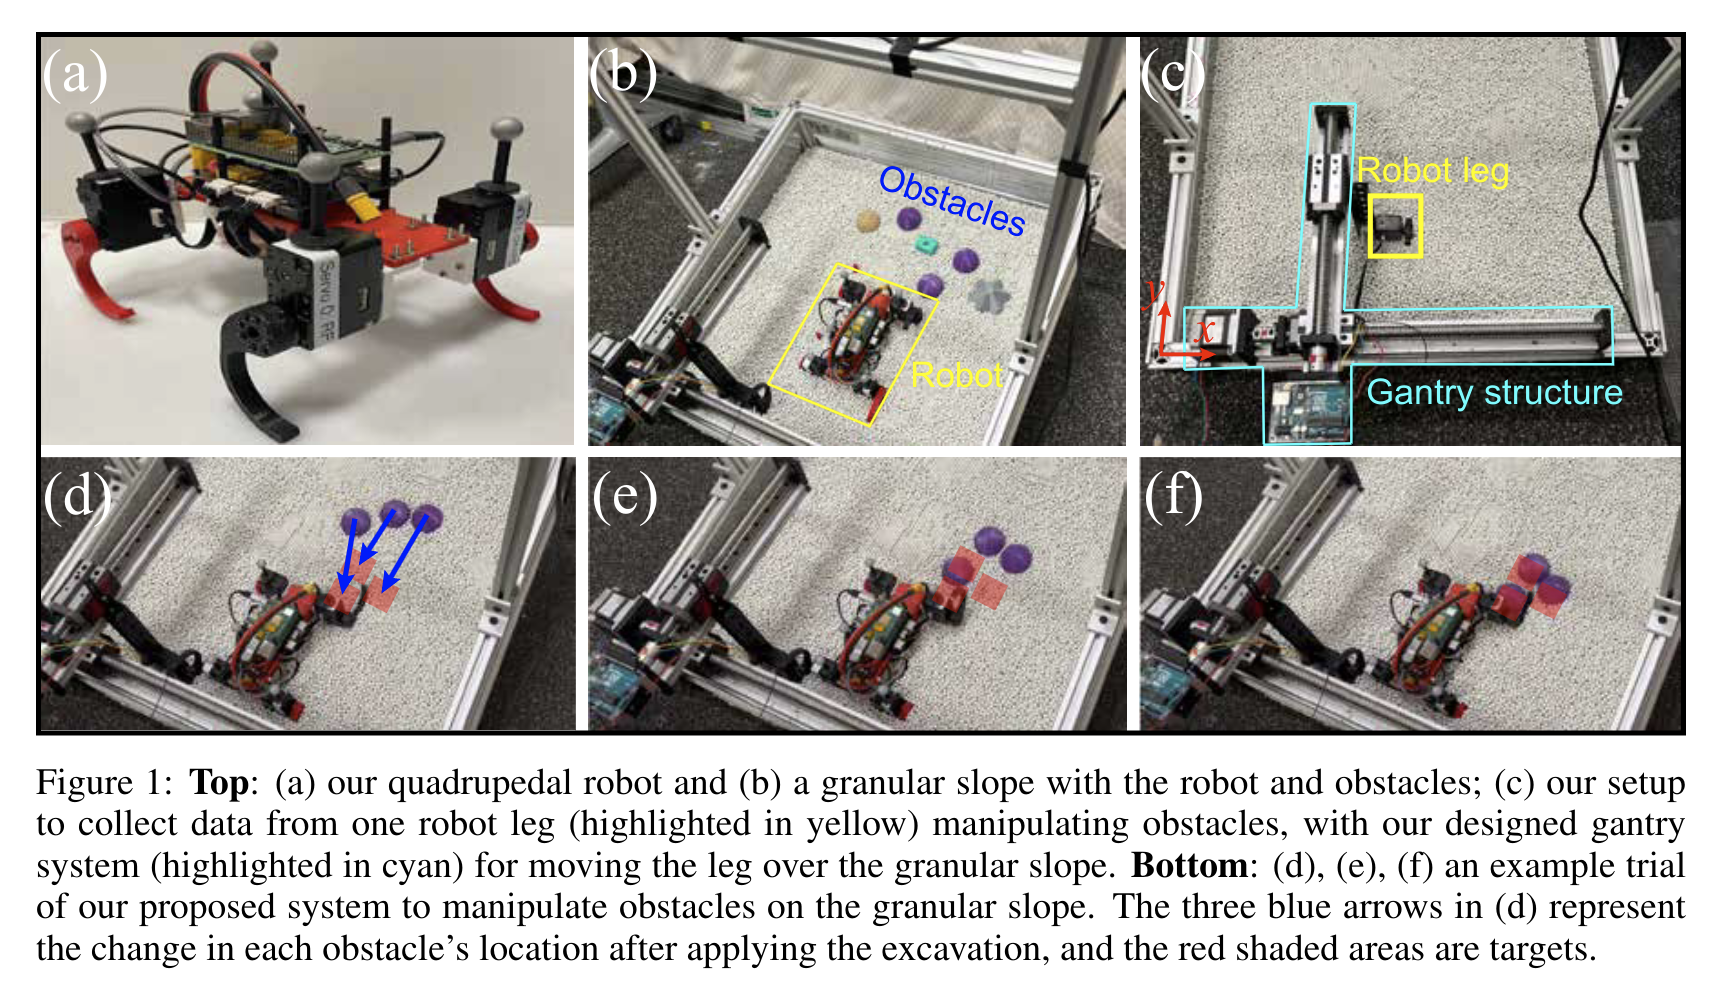 (a)
(b)
(c)
Servo 0 RF
Obstacles
Robot
Robot leg
y
x
Gantry structure
(d)
(e)
(f)
Figure 1: Top: (a) our quadrupedal robot and (b) a granular slope with the robot and obstacles; (c) our setup
to collect data from one robot leg (highlighted in yellow) manipulating obstacles, with our designed gantry
system (highlighted in cyan) for moving the leg over the granular slope. Bottom: (d), (e), (f) an example trial
of our proposed system to manipulate obstacles on the granular slope. The three blue arrows in (d) represent
the change in each obstacle's location after applying the excavation, and the red shaded areas are targets.